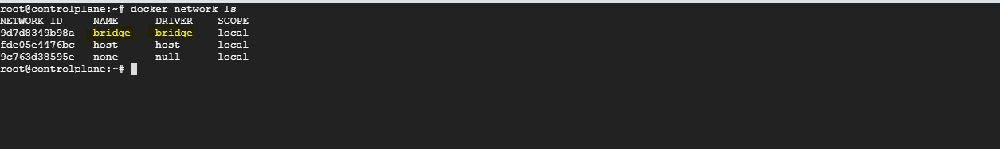 root@controlplane:~# docker network ls
NETWORK ID     NAME      DRIVER    SCOPE
9d7d8349b98a   bridge    bridge    local
fde05e4476bc   host      host      local
9c763d38595e   none      null      local
root@controlplane:~#